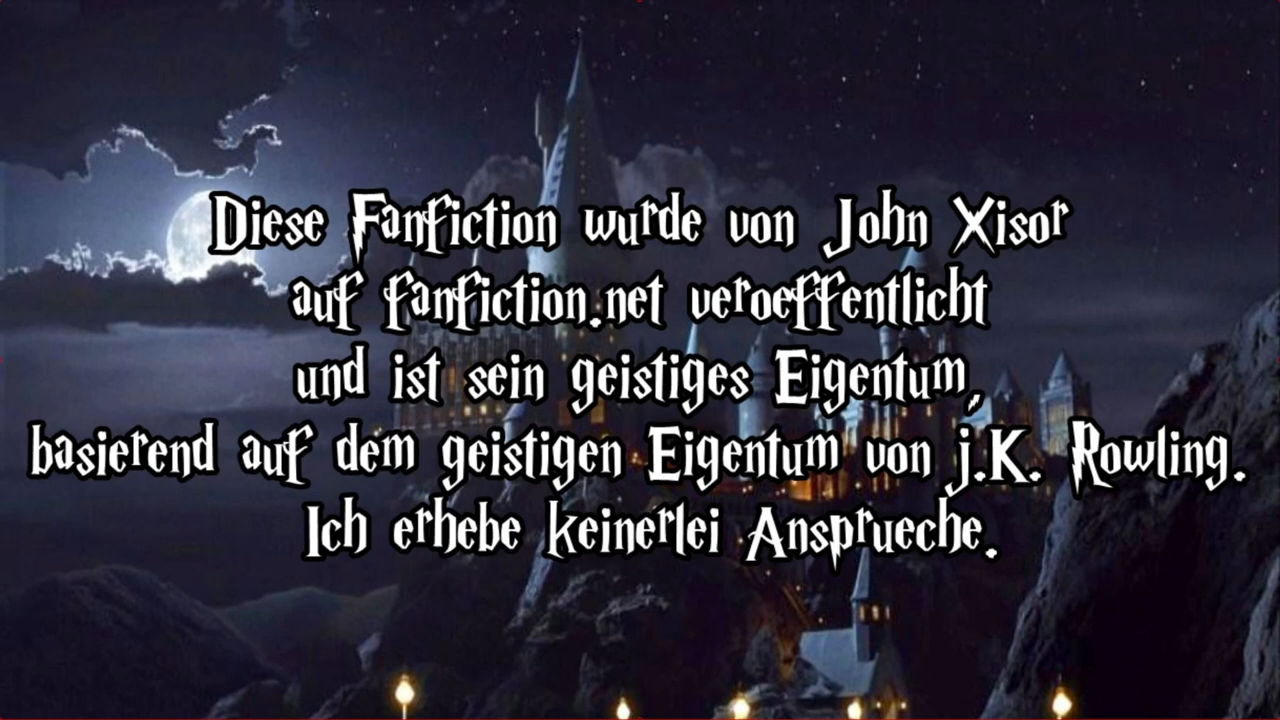 Diese Fanfiction wurde von John Xisor
auf fanfiction.net veroeffentlicht
und ist sein geistiges Eigentum,
basierend auf dem geistigen Eigentum von j.K. Rowling.
Ich erhebe keinerlei Ansprueche.